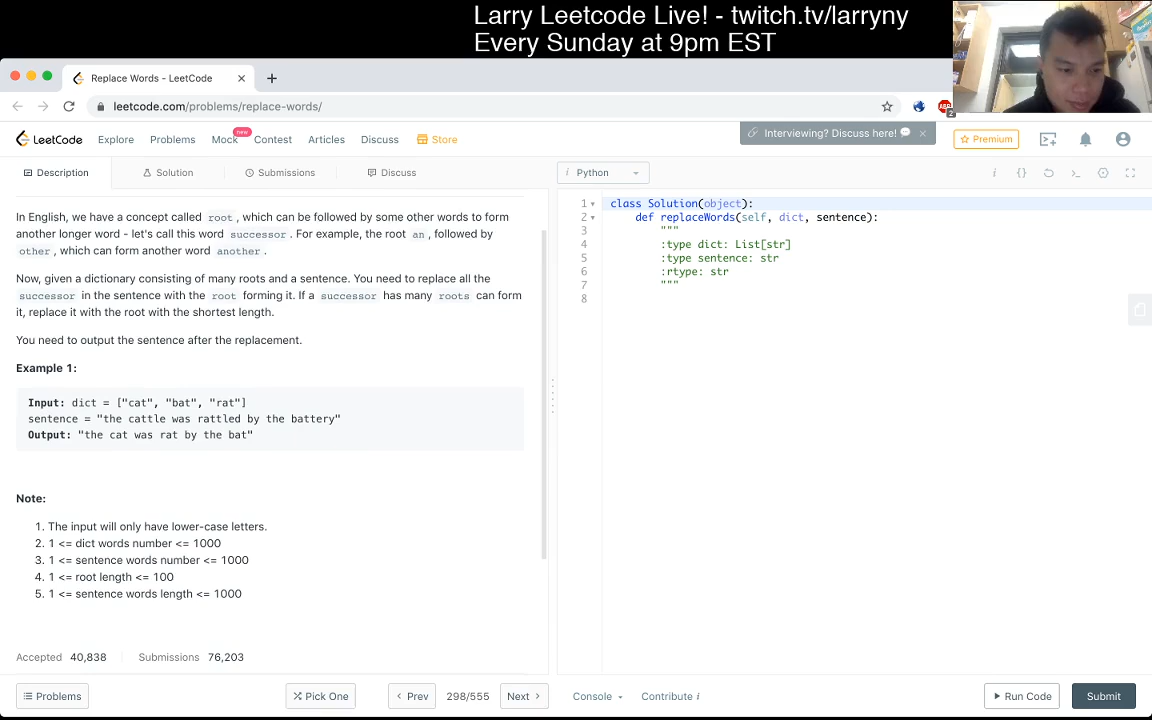 Larry Leetcode Live! - twitch.tv/larryny
Every Sunday at 9pm EST
Replace Words - LeetCode
leetcode.com/problems/replace-words/
2
LeetCode Explore Problems Mock new Contest Articles Discuss Store
Interviewing? Discuss here!
Premium
Description Solution Submissions Discuss
i Python
In English, we have a concept called root , which can be followed by some other words to form
another longer word - let's call this word successor . For example, the root an , followed by
other , which can form another word another .
Now, given a dictionary consisting of many roots and a sentence. You need to replace all the
successor in the sentence with the root forming it. If a successor has many roots can form
it, replace it with the root with the shortest length.
You need to output the sentence after the replacement.
Example 1:
Input: dict = ["cat", "bat", "rat"]
sentence = "the cattle was rattled by the battery"
Output: "the cat was rat by the bat"
Note:
1. The input will only have lower-case letters.
2. 1 <= dict words number <= 1000
3. 1 <= sentence words number <= 1000
4. 1 <= root length <= 100
5. 1 <= sentence words length <= 1000
Accepted 40,838 Submissions 76,203
Problems Pick One Prev 298/555 Next
1 class Solution(object):
2 def replaceWords(self, dict, sentence):
3 """
4 :type dict: List[str]
5 :type sentence: str
6 :rtype: str
7 """
8
Console Contribute i Run Code Submit